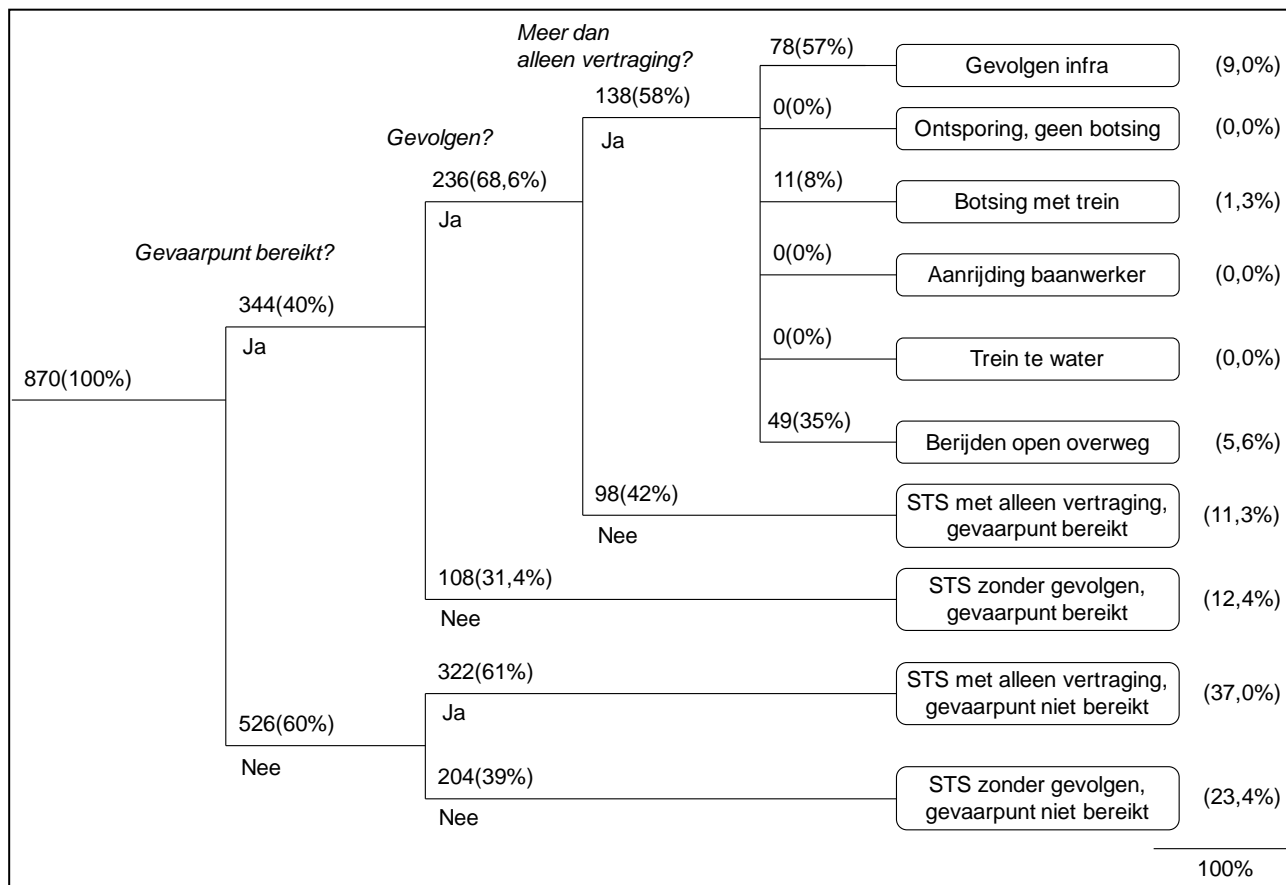 Meer dan
alleen vertraging?
78(57%)
Gevolgen infra
(9,0%)
138(58%)
Ja
0(0%)
Ontsporing, geen botsing
(0,0%)
Gevolgen?
236(68,6%)
Ja
11(8%)
Botsing met trein
(1,3%)
Gevaarpunt bereikt?
344(40%)
Ja
0(0%)
Aanrijding baanwerker
(0,0%)
870(100%)
0(0%)
Trein te water
(0,0%)
49(35%)
Berijden open overweg
(5,6%)
98(42%)
Nee
STS met alleen vertraging,
gevaarpunt bereikt
(11,3%)
108(31,4%)
Nee
STS zonder gevolgen,
gevaarpunt bereikt
(12,4%)
526(60%)
Nee
322(61%)
Ja
STS met alleen vertraging,
gevaarpunt niet bereikt
(37,0%)
204(39%)
Nee
STS zonder gevolgen,
gevaarpunt niet bereikt
(23,4%)
100%